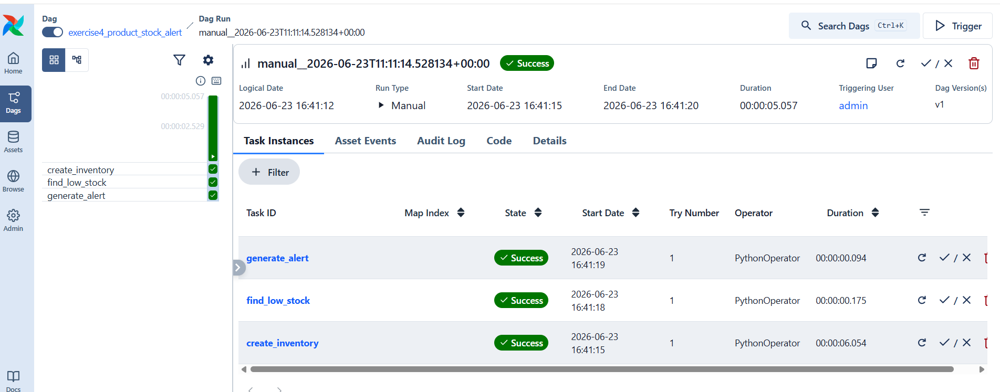 Dag
exercise4_product_stock_alert
Dag Run
manual__2026-06-23T11:11:14.528134+00:00
Search Dags Ctrl+K
Trigger
Home
Dags
Assets
Browse
Admin
Docs
00:00:05.057
00:00:02.529
create_inventory
find_low_stock
generate_alert
manual__2026-06-23T11:11:14.528134+00:00 Success
/
Logical Date Run Type Start Date End Date Duration Triggering User Dag Version(s)
2026-06-23 16:41:12 Manual 2026-06-23 16:41:15 2026-06-23 16:41:20 00:00:05.057 admin v1
Task Instances Asset Events Audit Log Code Details
+ Filter
Task ID Map Index State Start Date Try Number Operator Duration
generate_alert Success 2026-06-23 16:41:19 1 PythonOperator 00:00:00.094 /
find_low_stock Success 2026-06-23 16:41:18 1 PythonOperator 00:00:00.175 /
create_inventory Success 2026-06-23 16:41:15 1 PythonOperator 00:00:06.054 /